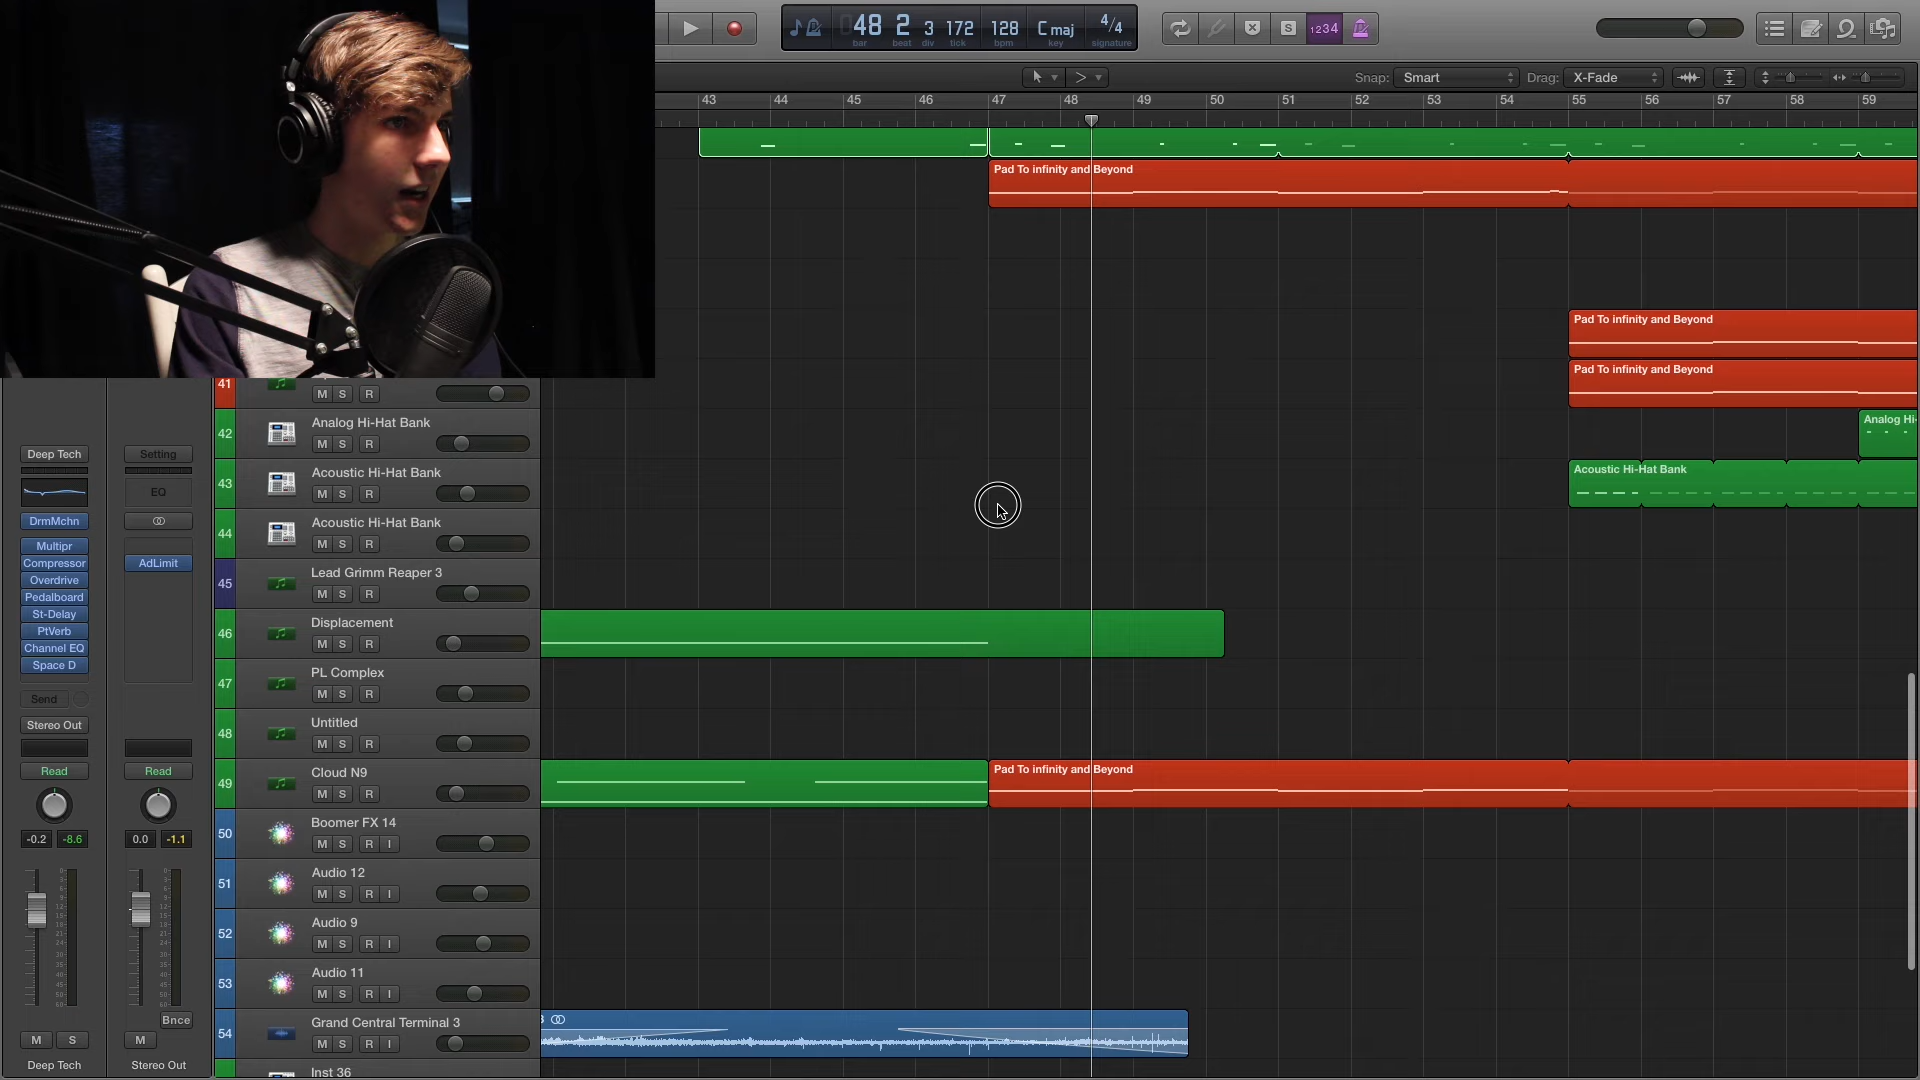 48 2 3 172 128 C maj 4/4
bar beat div tick bpm key signature
S 1234
Snap: Smart Drag: X-Fade
43 44 45 46 47 48 49 50 51 52 53 54 55 56 57 58 59
Pad To infinity and Beyond
Pad To infinity and Beyond
Pad To infinity and Beyond
41 M S R
42 Analog Hi-Hat Bank
M S R
Analog Hi-
43 Acoustic Hi-Hat Bank
M S R
Acoustic Hi-Hat Bank
44 Acoustic Hi-Hat Bank
M S R
45 Lead Grimm Reaper 3
M S R
46 Displacement
M S R
47 PL Complex
M S R
48 Untitled
M S R
49 Cloud N9
M S R
Pad To infinity and Beyond
50 Boomer FX 14
M S R I
51 Audio 12
M S R I
52 Audio 9
M S R I
53 Audio 11
M S R I
54 Grand Central Terminal 3
M S R I
Inst 36
Deep Tech
DrmMchn
Multipr
Compressor
Overdrive
Pedalboard
St-Delay
PtVerb
Channel EQ
Space D
Send
Stereo Out
Read
-0.2 -8.6
M S
Deep Tech
Setting
EQ
AdLimit
Read
0.0 -1.1
Bnce
M
Stereo Out